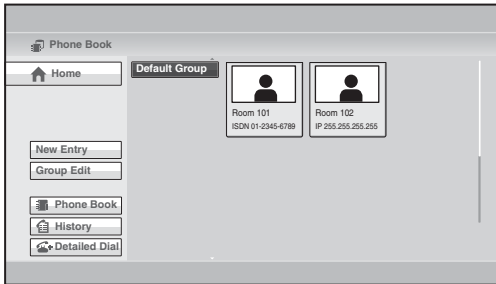 Phone Book
Home
Default Group
Room 101
ISDN 01-2345-6789
Room 102
IP 255.255.255.255
New Entry
Group Edit
Phone Book
History
Detailed Dial